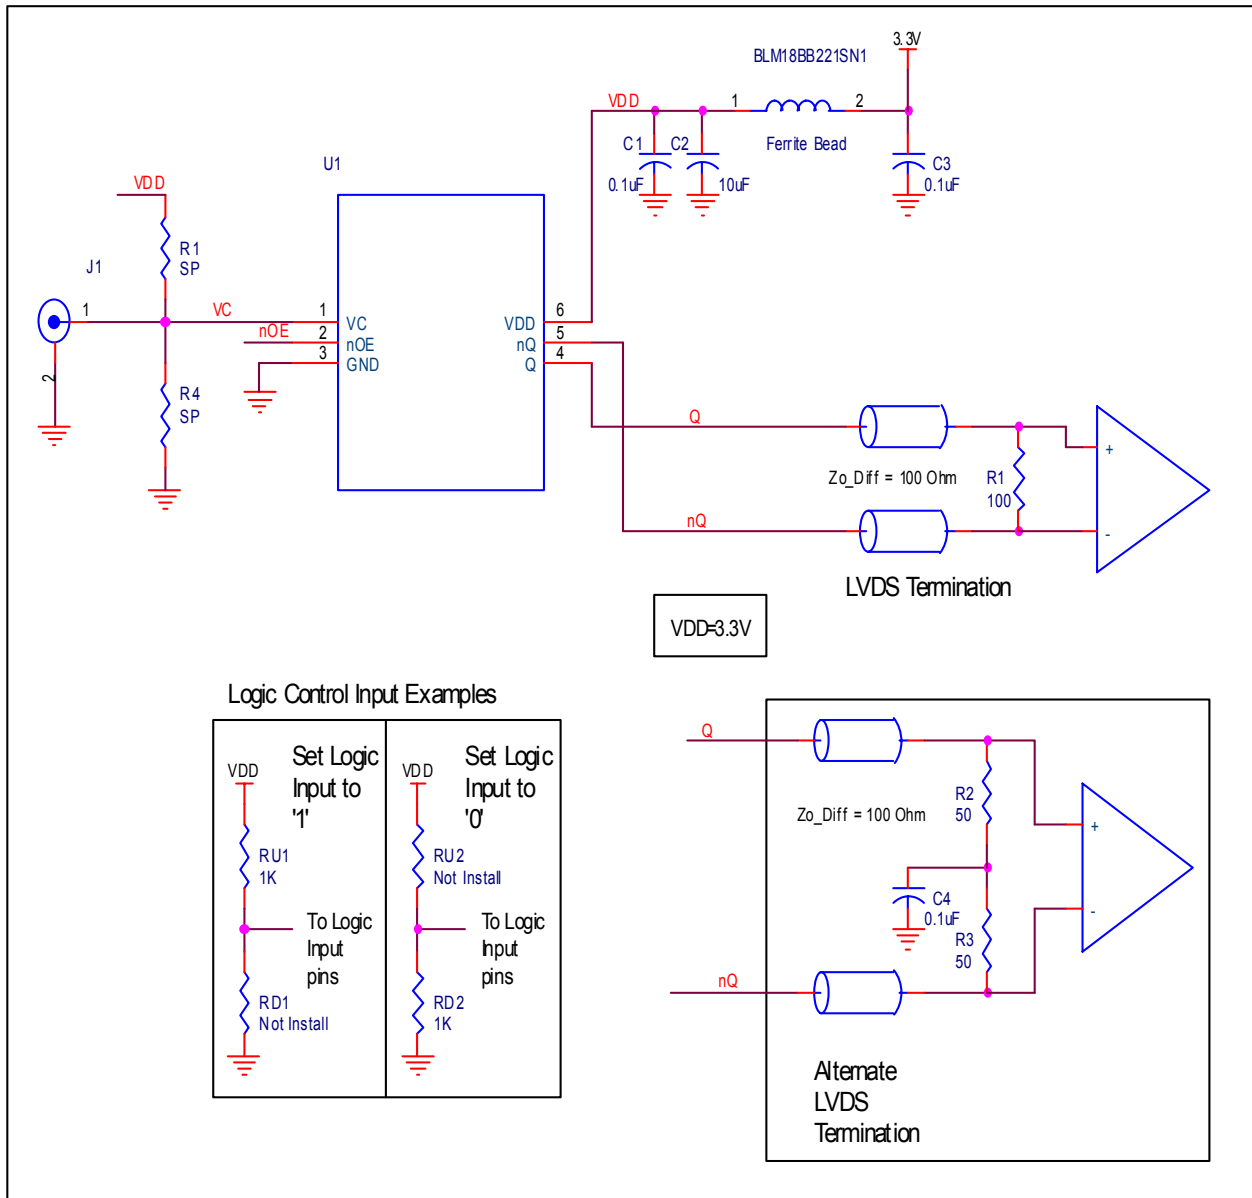 3.3V
BLM18BB221SN1
VDD
1
2
C1
C2
Ferrite Bead
C3
0.1uF
10uF
0.1uF
U1
VDD
R1
SP
J1
1
VC
1
VC
nOE
2
nOE
3
GND
6
VDD
5
nQ
4
Q
2
R4
SP
Q
Zo_Diff = 100 Ohm
R1
100
+
-
nQ
LVDS Termination
VDD=3.3V
Logic Control Input Examples
Set Logic
Input to
'1'
VDD
RU1
1K
To Logic
Input
pins
RD1
Not Install
Set Logic
Input to
'0'
VDD
RU2
Not Install
To Logic
Input
pins
RD2
1K
Q
Zo_Diff = 100 Ohm
R2
50
+
-
C4
0.1uF
R3
50
nQ
Alternate
LVDS
Termination